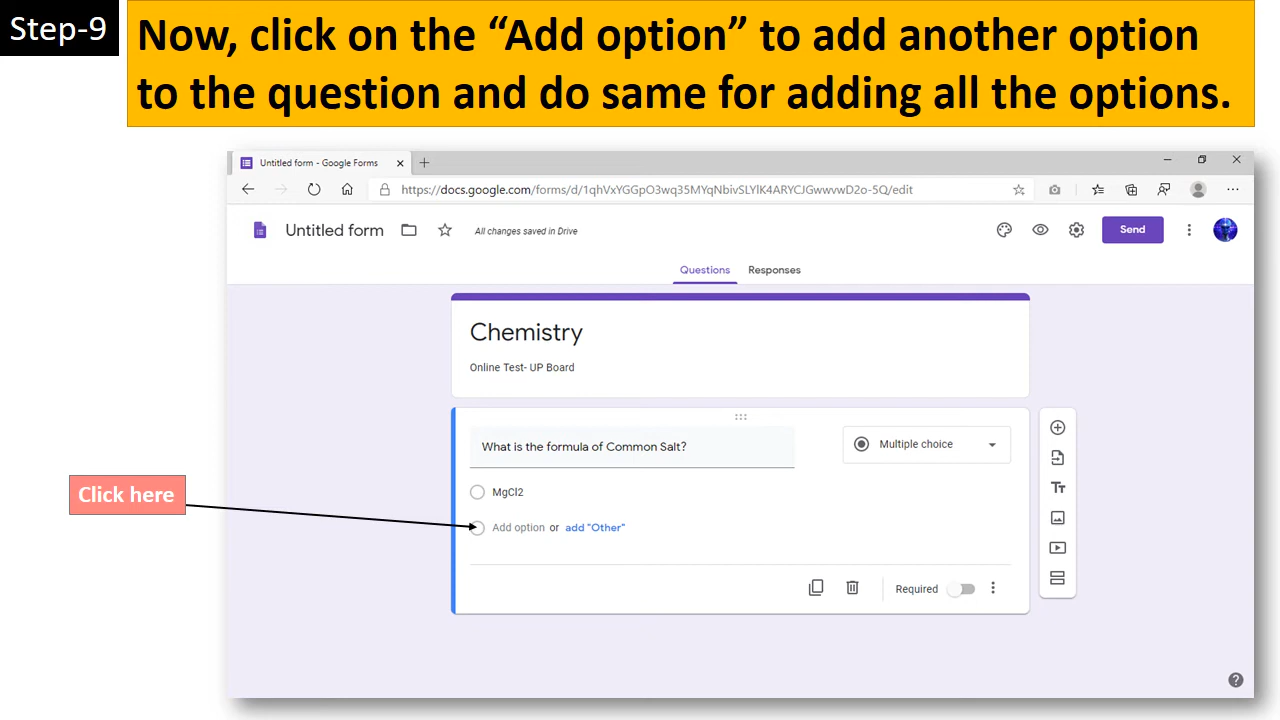 Step-9
Now, click on the “Add option” to add another option
to the question and do same for adding all the options.
Untitled form - Google Forms
https://docs.google.com/forms/d/1qhVxYGGpO3wq35MYqNbivSLYlK4ARYCJGwwvwD2o-5Q/edit
Untitled form
All changes saved in Drive
Send
Questions Responses
Chemistry
Online Test- UP Board
What is the formula of Common Salt?
Multiple choice
Click here
MgCl2
Add option or add "Other"
Required